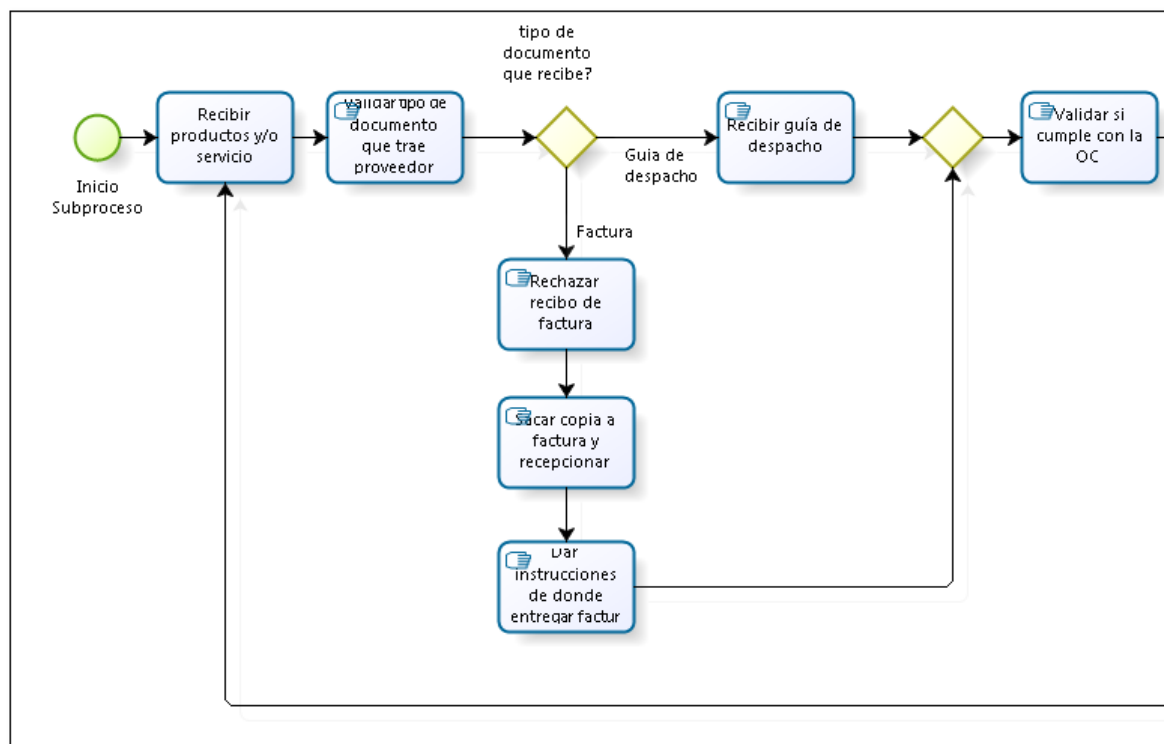 tipo de
documento
que recibe?
Recibir
productos y/o
servicio
Validar tipo de
documento
que trae
proveedor
Recibir guía de
despacho
Validar si
cumple con la
OC
Inicio
Subproceso
Guia de
despacho
Factura
Rechazar
recibo de
factura
Sacar copia a
factura y
recepcionar
Dar
instrucciones
de donde
entregar factur